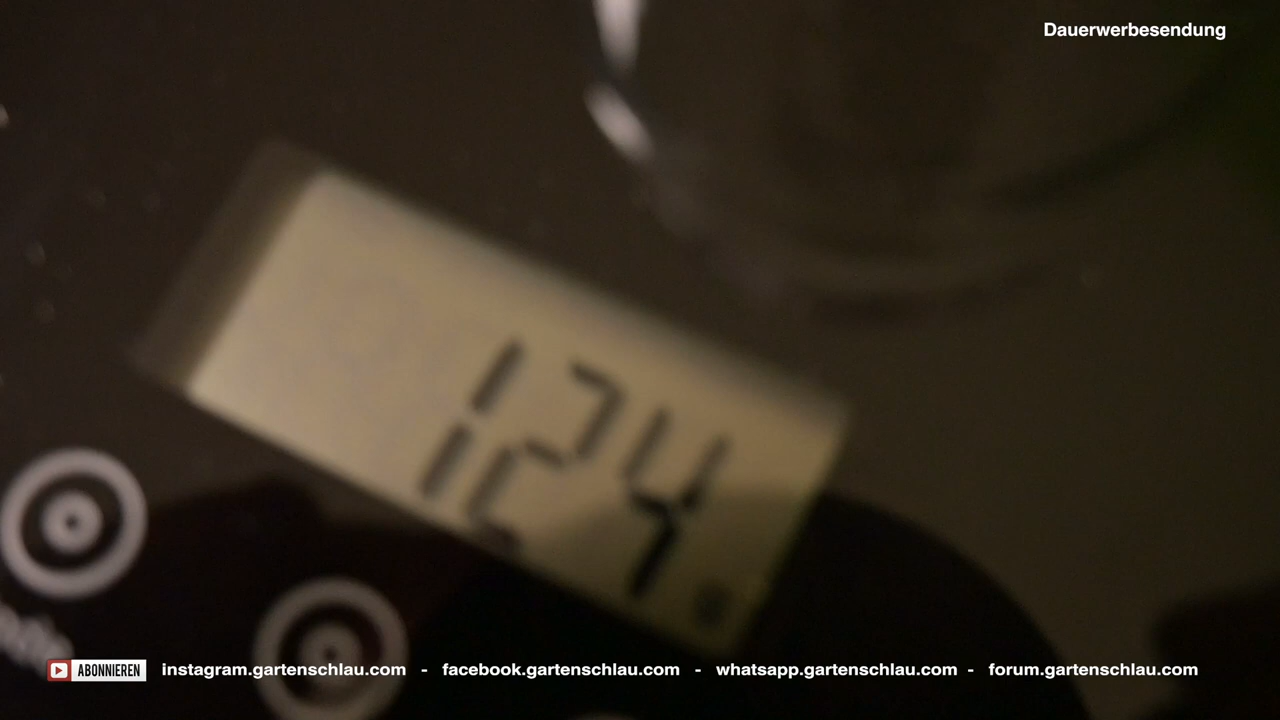 Dauerwerbesendung
124
ABONNIEREN instagram.gartenschlau.com - facebook.gartenschlau.com - whatsapp.gartenschlau.com - forum.gartenschlau.com